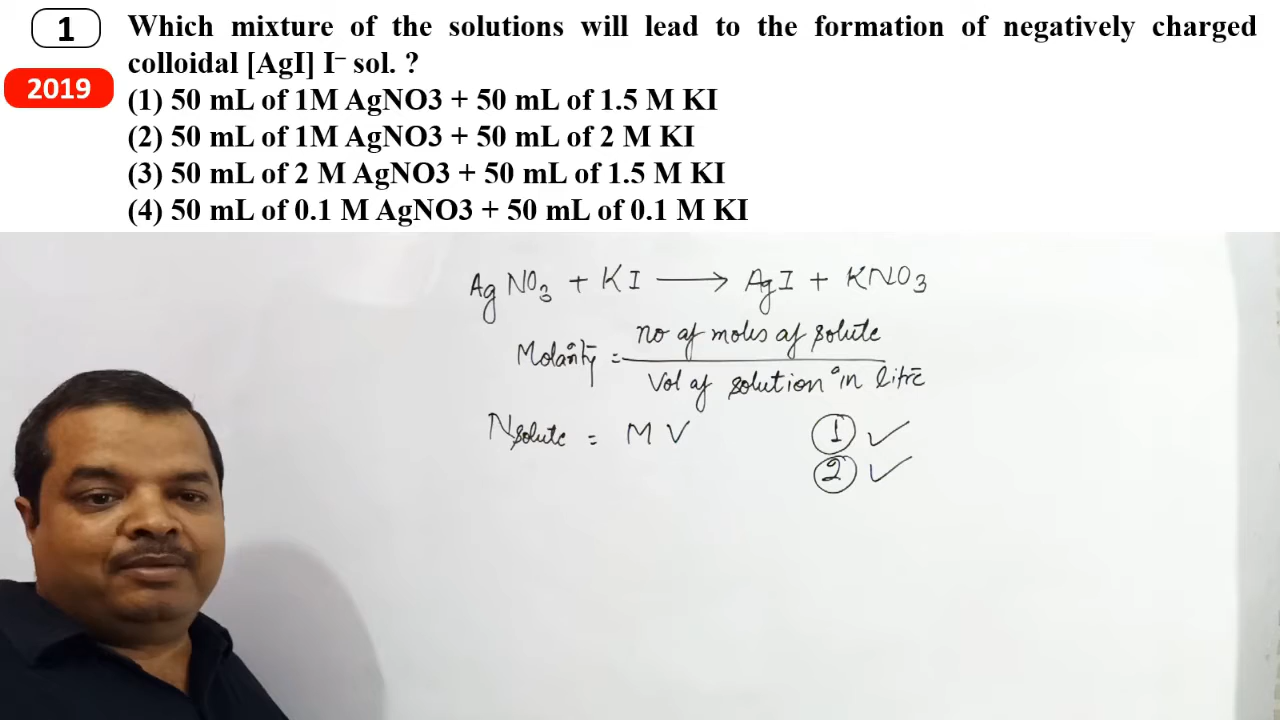 1
Which mixture of the solutions will lead to the formation of negatively charged
2019
colloidal [AgI] I⁻ sol. ?
(1) 50 mL of 1M AgNO3 + 50 mL of 1.5 M KI
(2) 50 mL of 1M AgNO3 + 50 mL of 2 M KI
(3) 50 mL of 2 M AgNO3 + 50 mL of 1.5 M KI
(4) 50 mL of 0.1 M AgNO3 + 50 mL of 0.1 M KI
AgNO₃ + KI ⟶ AgI + KNO₃
Molarity = no of moles of solute
Vol of solution in litre
Nsolute = MV
1 ✓
2 ✓